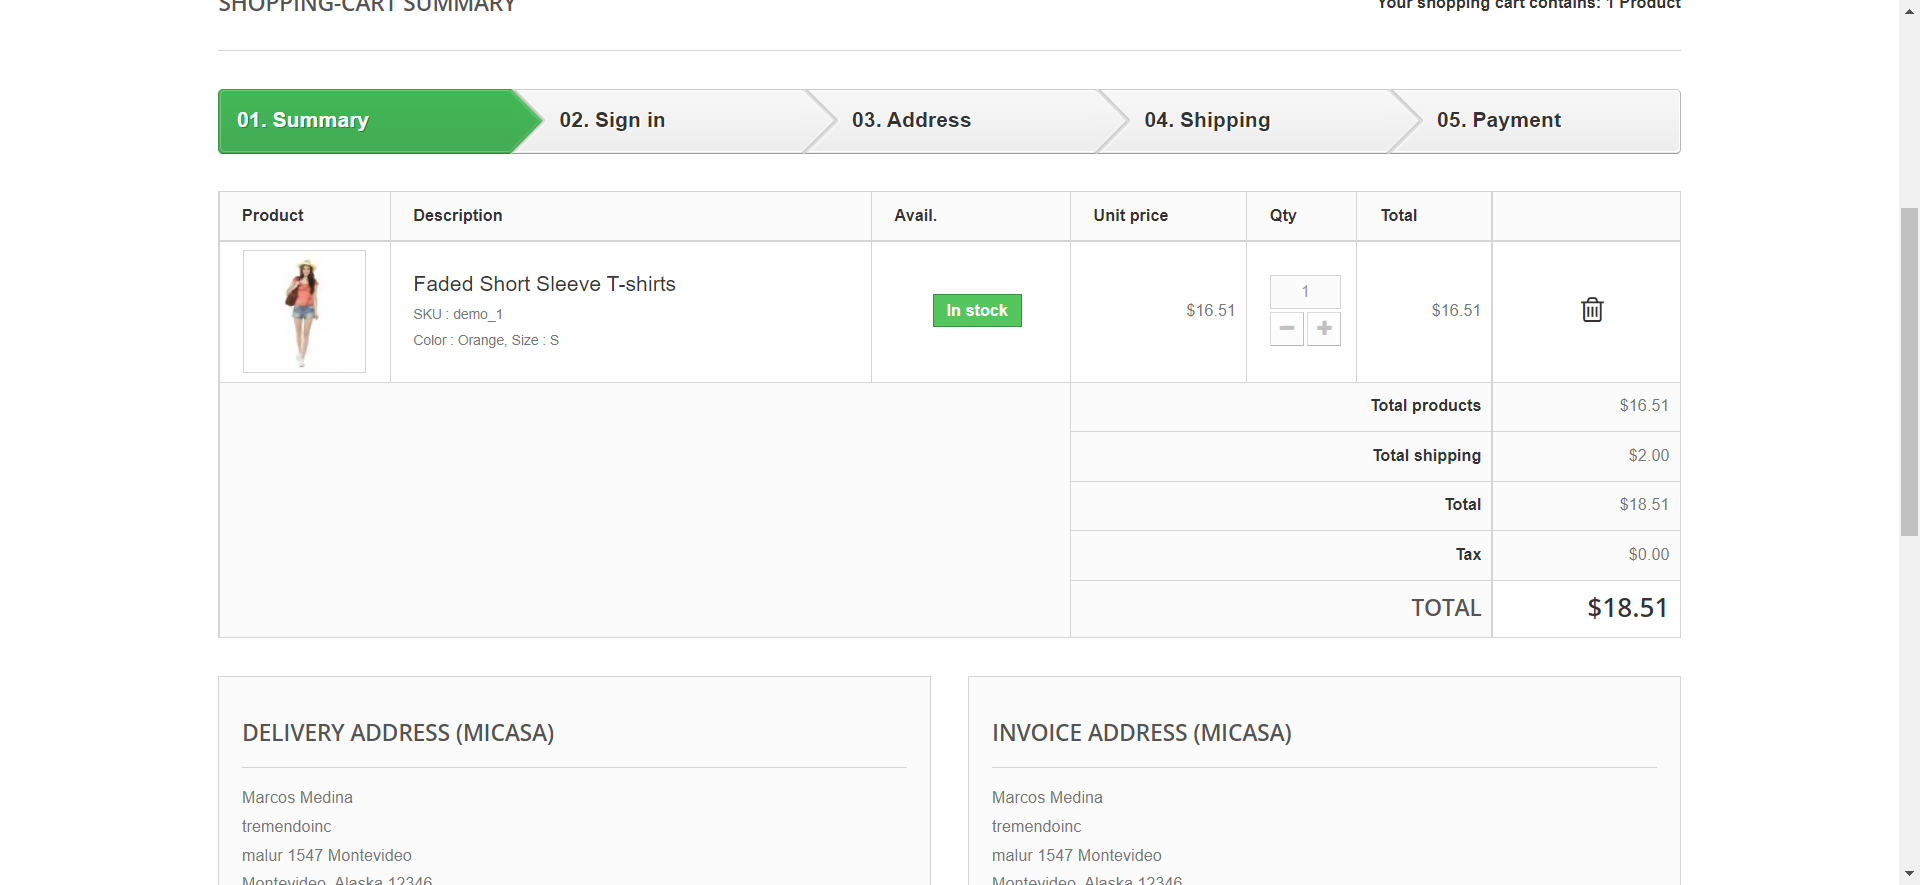 SHOPPING-CART SUMMARY
Your shopping cart contains: 1 Product
01. Summary
02. Sign in
03. Address
04. Shipping
05. Payment
Product
Description
Avail.
Unit price
Qty
Total
Faded Short Sleeve T-shirts
SKU : demo_1
Color : Orange, Size : S
In stock
$16.51
1
$16.51
Total products
$16.51
Total shipping
$2.00
Total
$18.51
Tax
$0.00
TOTAL
$18.51
DELIVERY ADDRESS (MICASA)
Marcos Medina
tremendoinc
malur 1547 Montevideo
Montevideo, Alaska 12346
INVOICE ADDRESS (MICASA)
Marcos Medina
tremendoinc
malur 1547 Montevideo
Montevideo, Alaska 12346